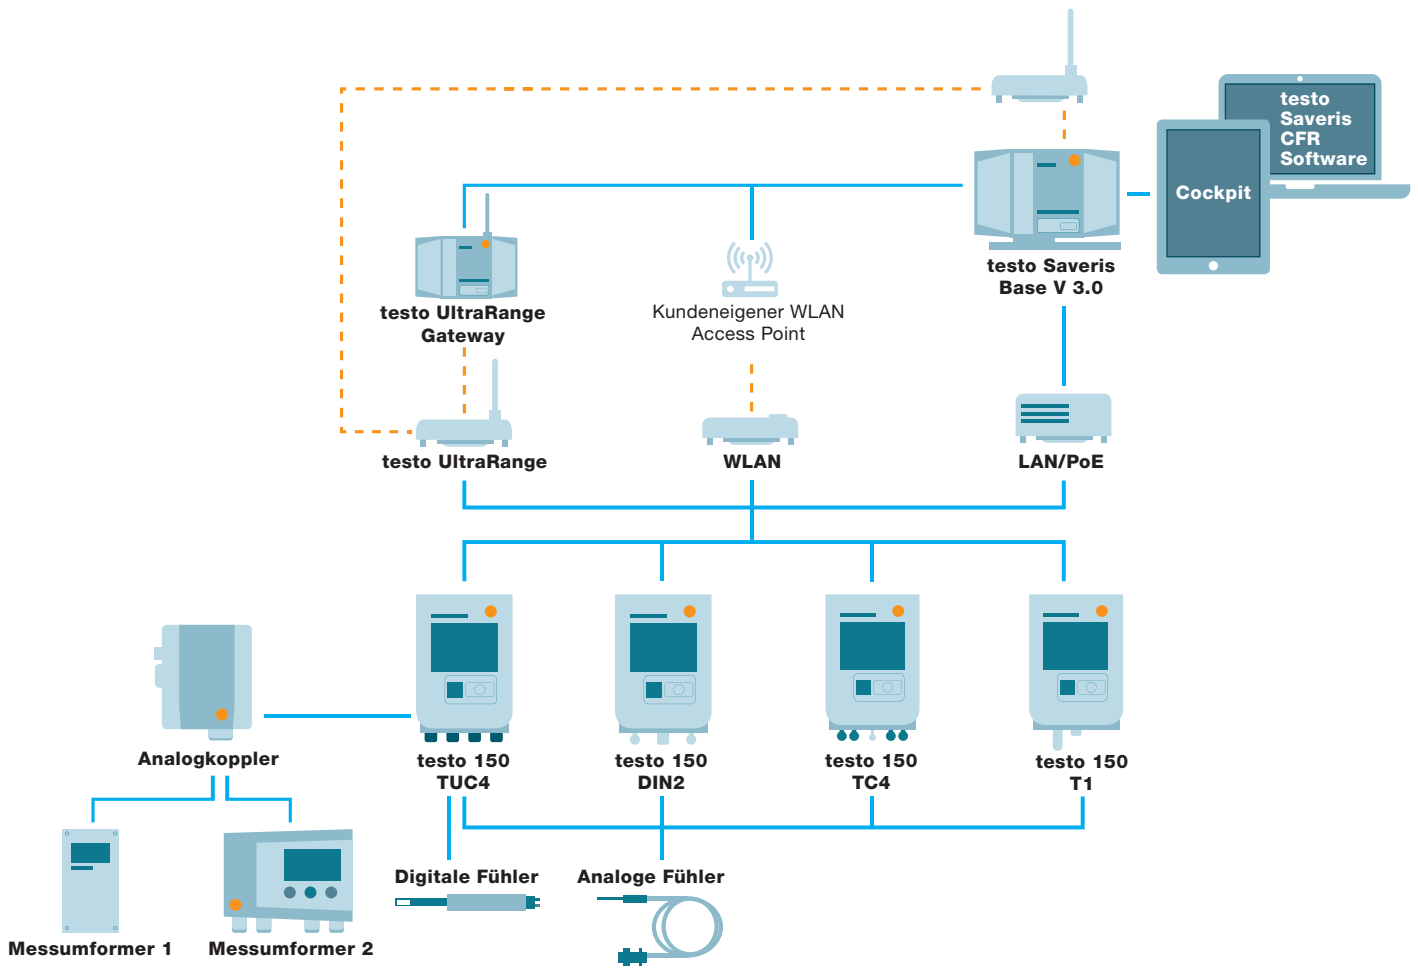 testo
Saveris
CFR
Software
Cockpit
testo Saveris
Base V 3.0
testo UltraRange
Gateway
Kundeneigener WLAN
Access Point
testo UltraRange
WLAN
LAN/PoE
Analogkoppler
testo 150
TUC4
testo 150
DIN2
testo 150
TC4
testo 150
T1
Digitale Fühler
Analoge Fühler
Messumformer 1
Messumformer 2